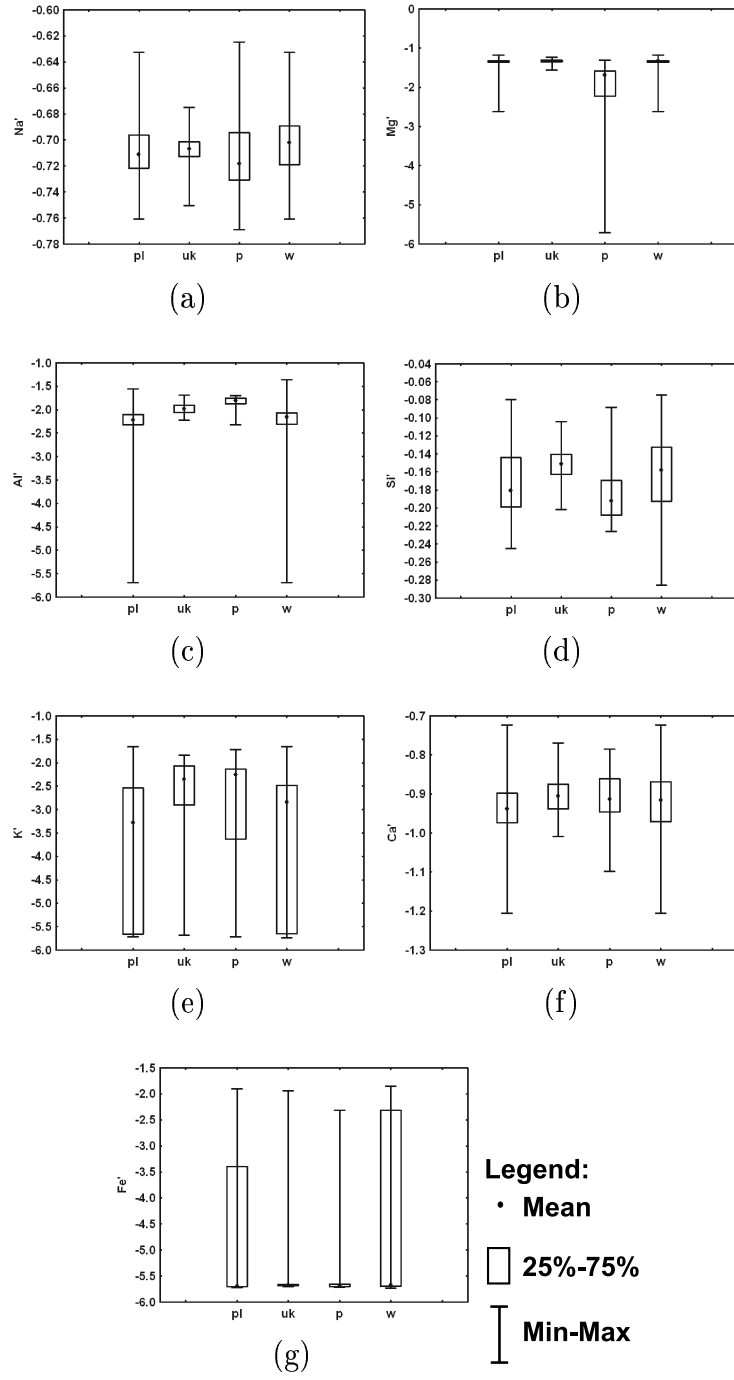 -0.60
-0.62
-0.64
-0.66
-0.68
-0.70
-0.72
-0.74
-0.76
-0.78
Na'
pl uk p w
(a)
0
-1
-2
-3
-4
-5
-6
Mg'
pl uk p w
(b)
-1.0
-1.5
-2.0
-2.5
-3.0
-3.5
-4.0
-4.5
-5.0
-5.5
-6.0
Al'
pl uk p w
(c)
-0.04
-0.06
-0.08
-0.10
-0.12
-0.14
-0.16
-0.18
-0.20
-0.22
-0.24
-0.26
-0.28
-0.30
Si'
pl uk p w
(d)
-1.0
-1.5
-2.0
-2.5
-3.0
-3.5
-4.0
-4.5
-5.0
-5.5
-6.0
K'
pl uk p w
(e)
-0.7
-0.8
-0.9
-1.0
-1.1
-1.2
-1.3
Ca'
pl uk p w
(f)
-1.5
-2.0
-2.5
-3.0
-3.5
-4.0
-4.5
-5.0
-5.5
-6.0
Fe'
pl uk p w
(g)
Legend:
Mean
25%-75%
Min-Max